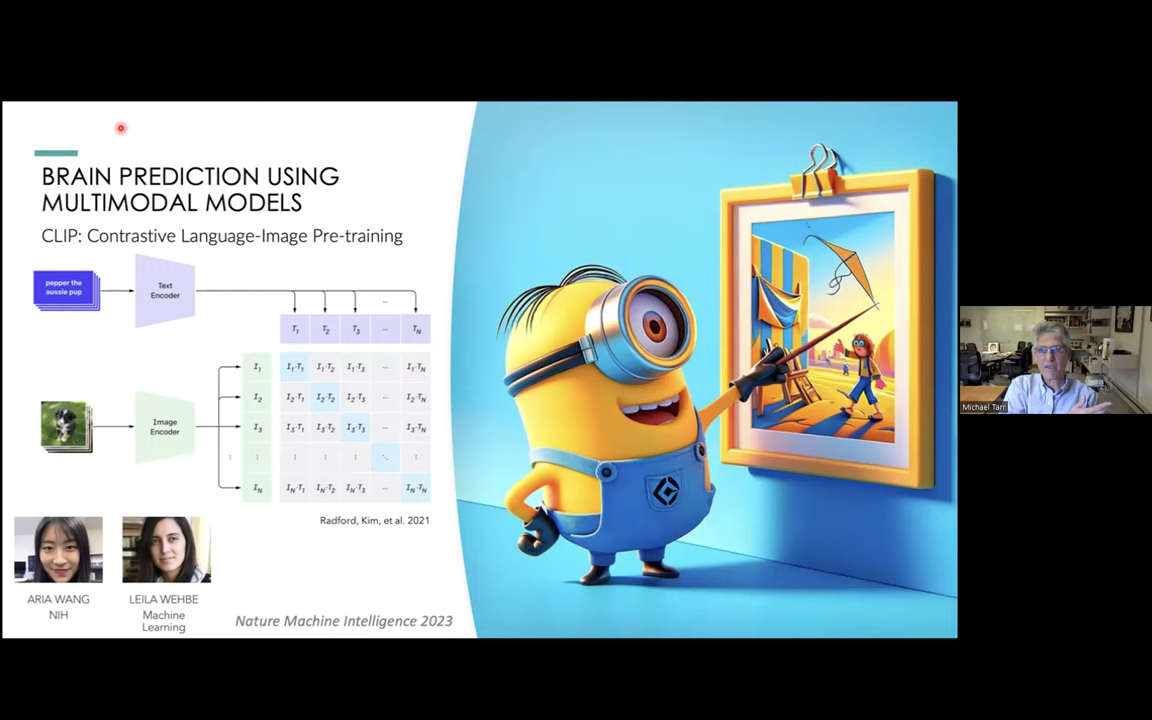 BRAIN PREDICTION USING
MULTIMODAL MODELS
CLIP: Contrastive Language-Image Pre-training
pepper the
aussie pup
Text
Encoder
...
T1 T2 T3 ... TN
I1 I1·T1 I1·T2 I1·T3 ... I1·TN
I2 I2·T1 I2·T2 I2·T3 ... I2·TN
Image
Encoder
I3 I3·T1 I3·T2 I3·T3 ... I3·TN
⋮ ⋮ ⋮ ⋮ ⋮ ⋱ ⋮
IN IN·T1 IN·T2 IN·T3 ... IN·TN
Radford, Kim, et al. 2021
ARIA WANG
NIH
LEILA WEHBE
Machine
Learning
Nature Machine Intelligence 2023
Michael Tarr